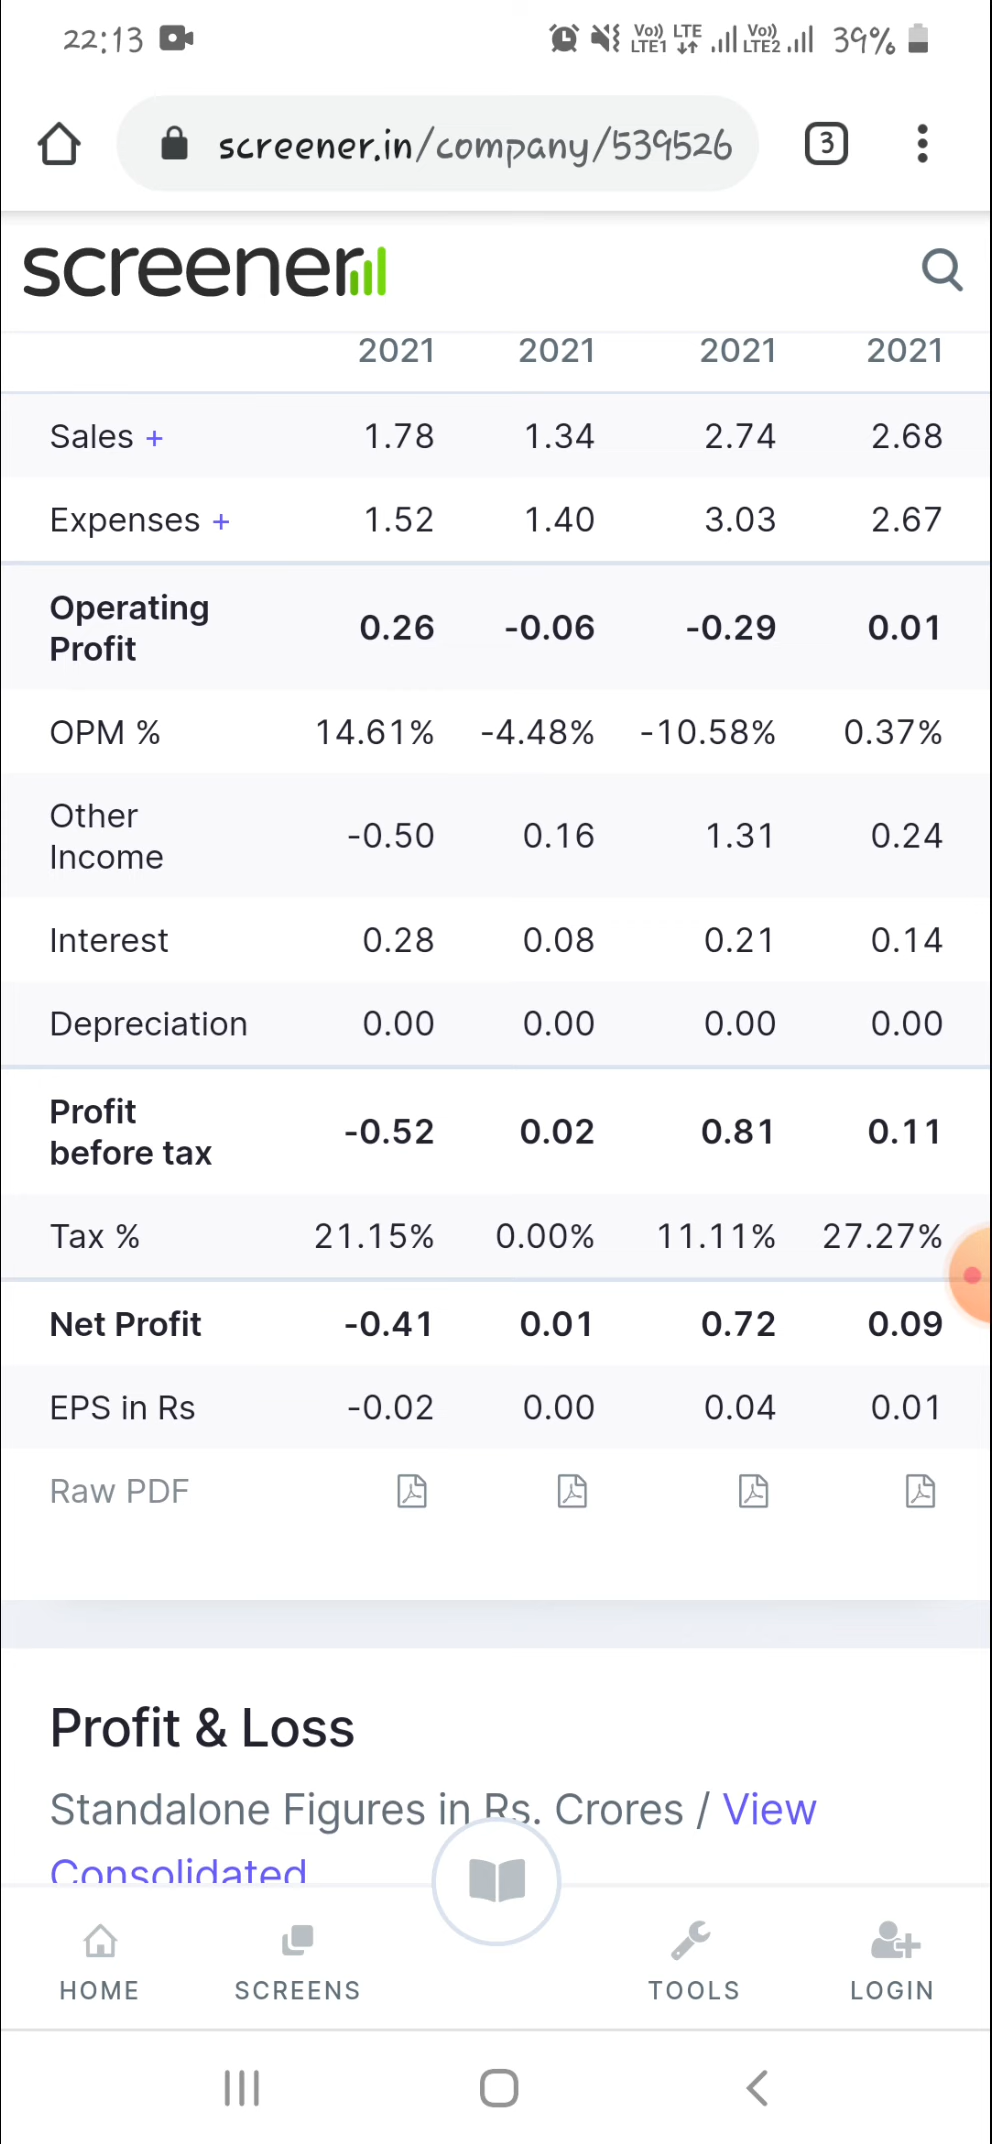 22:13 Vo)) LTE1 LTE Vo)) LTE2 39%
screener.in/company/539526 3
screener
2021 2021 2021 2021
Sales + 1.78 1.34 2.74 2.68
Expenses + 1.52 1.40 3.03 2.67
Operating Profit 0.26 -0.06 -0.29 0.01
OPM % 14.61% -4.48% -10.58% 0.37%
Other Income -0.50 0.16 1.31 0.24
Interest 0.28 0.08 0.21 0.14
Depreciation 0.00 0.00 0.00 0.00
Profit before tax -0.52 0.02 0.81 0.11
Tax % 21.15% 0.00% 11.11% 27.27%
Net Profit -0.41 0.01 0.72 0.09
EPS in Rs -0.02 0.00 0.04 0.01
Raw PDF
Profit & Loss
Standalone Figures in Rs. Crores / View
Consolidated
HOME SCREENS TOOLS LOGIN